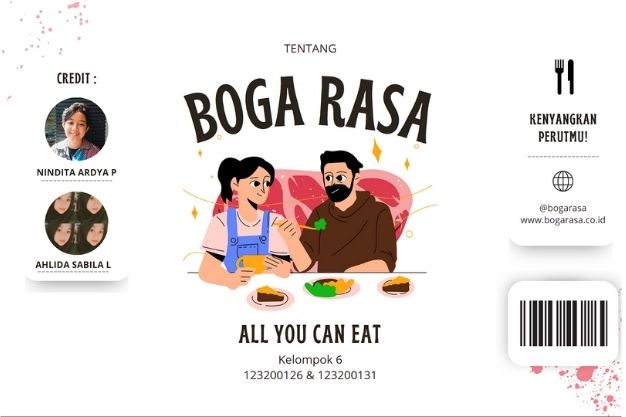 CREDIT :
NINDITA ARDYA P
AHLIDA SABILA L
TENTANG
BOGA RASA
ALL YOU CAN EAT
Kelompok 6
123200126 & 123200131
KENYANGKAN
PERUTMU!
@bogarasa
www.bogarasa.co.id